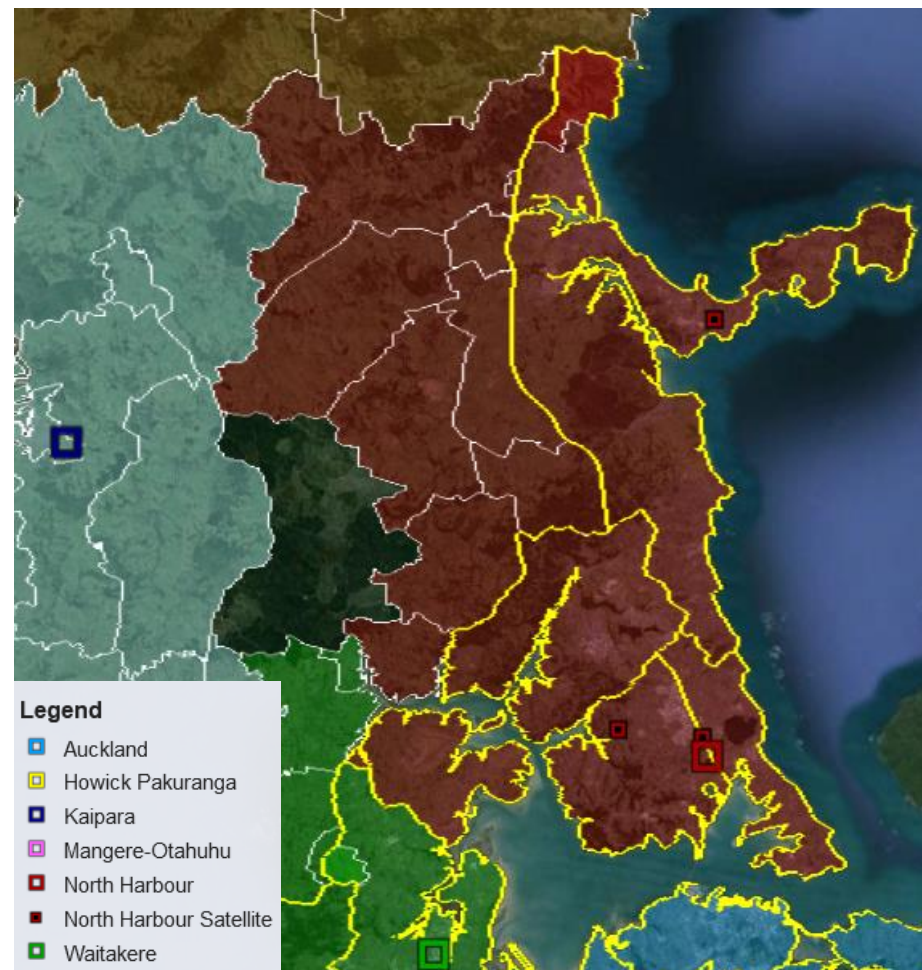 Legend
Auckland
Howick Pakuranga
Kaipara
Mangere-Otahuhu
North Harbour
North Harbour Satellite
Waitakere